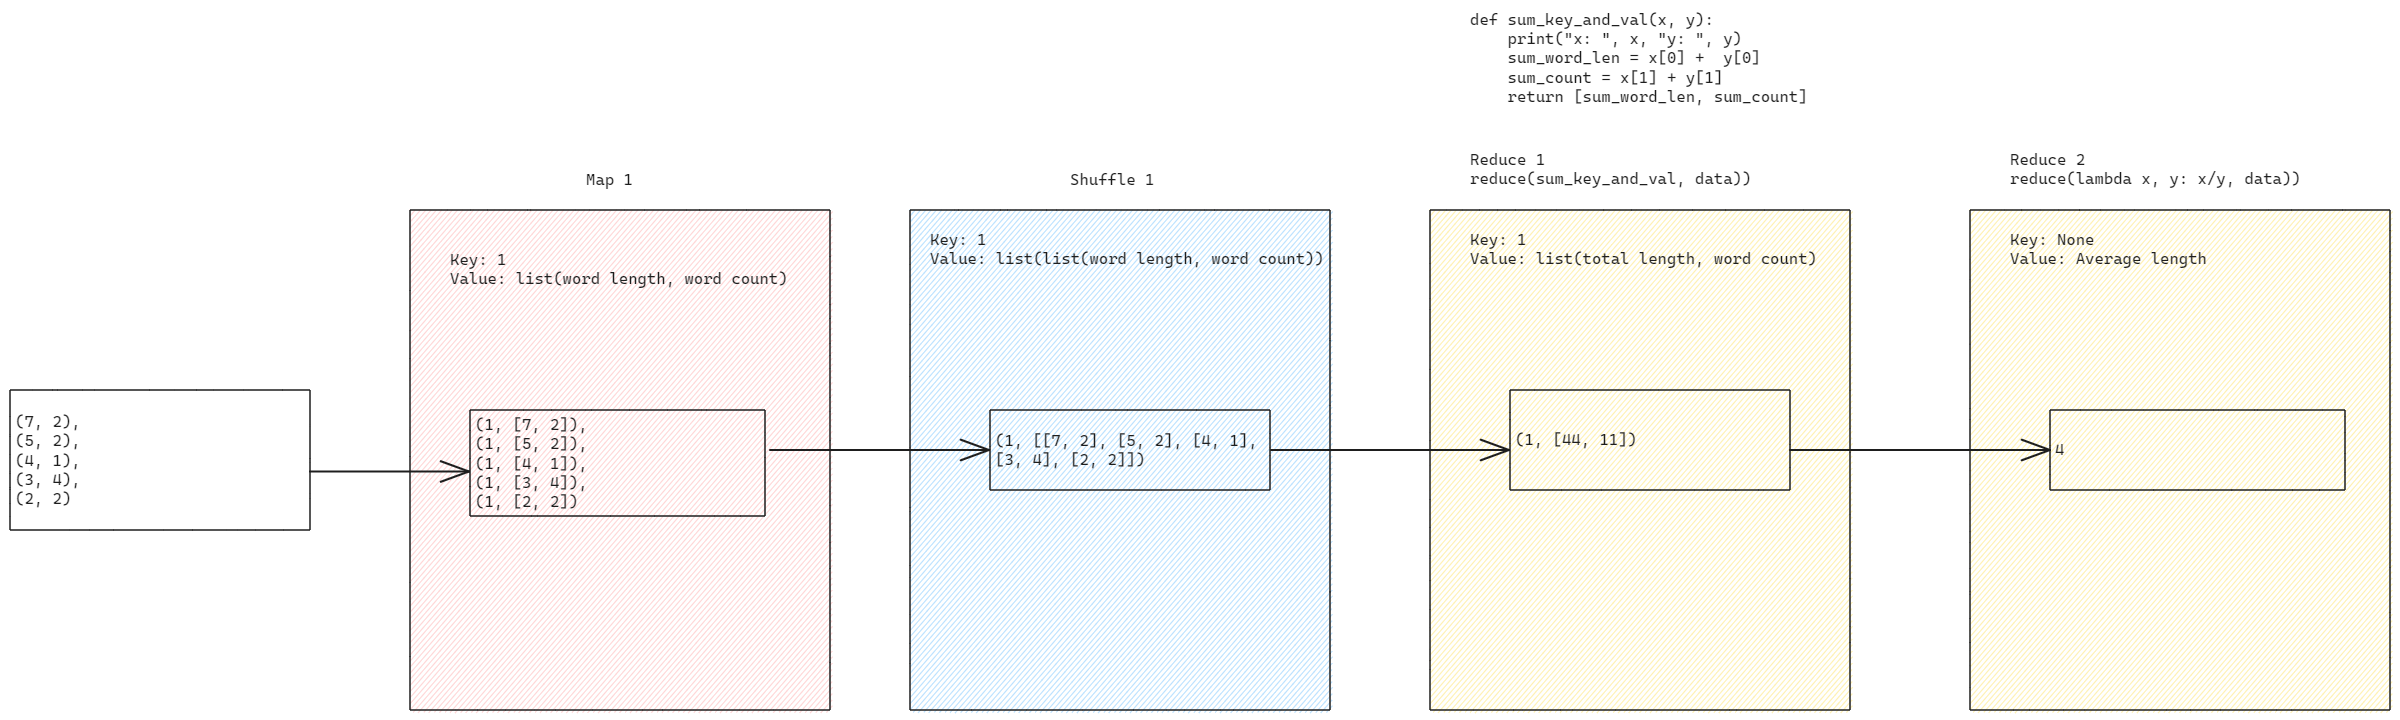 def sum_key_and_val(x, y):
    print("x: ", x, "y: ", y)
    sum_word_len = x[0] +  y[0]
    sum_count = x[1] + y[1]
    return [sum_word_len, sum_count]
Map 1
Shuffle 1
Reduce 1
reduce(sum_key_and_val, data))
Reduce 2
reduce(lambda x, y: x/y, data))
Key: 1
Value: list(word length, word count)
Key: 1
Value: list(list(word length, word count))
Key: 1
Value: list(total length, word count)
Key: None
Value: Average length
(7, 2),
(5, 2),
(4, 1),
(3, 4),
(2, 2)
(1, [7, 2]),
(1, [5, 2]),
(1, [4, 1]),
(1, [3, 4]),
(1, [2, 2])
(1, [[7, 2], [5, 2], [4, 1],
[3, 4], [2, 2]])
(1, [44, 11])
4